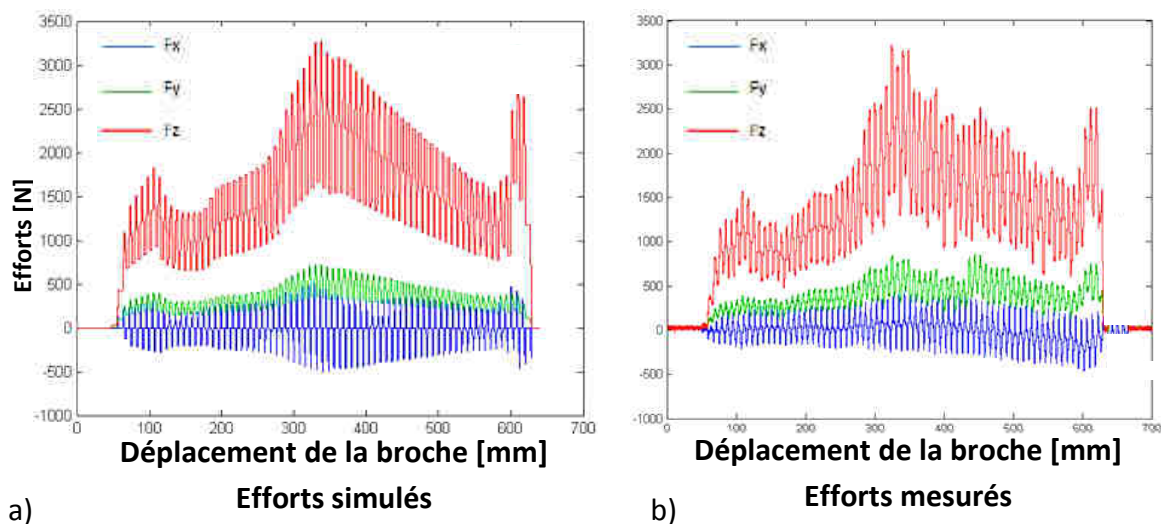 3500
3000
2500
2000
1500
1000
500
0
-500
-1000
Efforts [N]
Fx
Fy
Fz
0 100 200 300 400 500 600 700
Déplacement de la broche [mm]
a) Efforts simulés
3500
3000
2500
2000
1500
1000
500
0
-500
-1000
Fx
Fy
Fz
0 100 200 300 400 500 600 700
Déplacement de la broche [mm]
b) Efforts mesurés